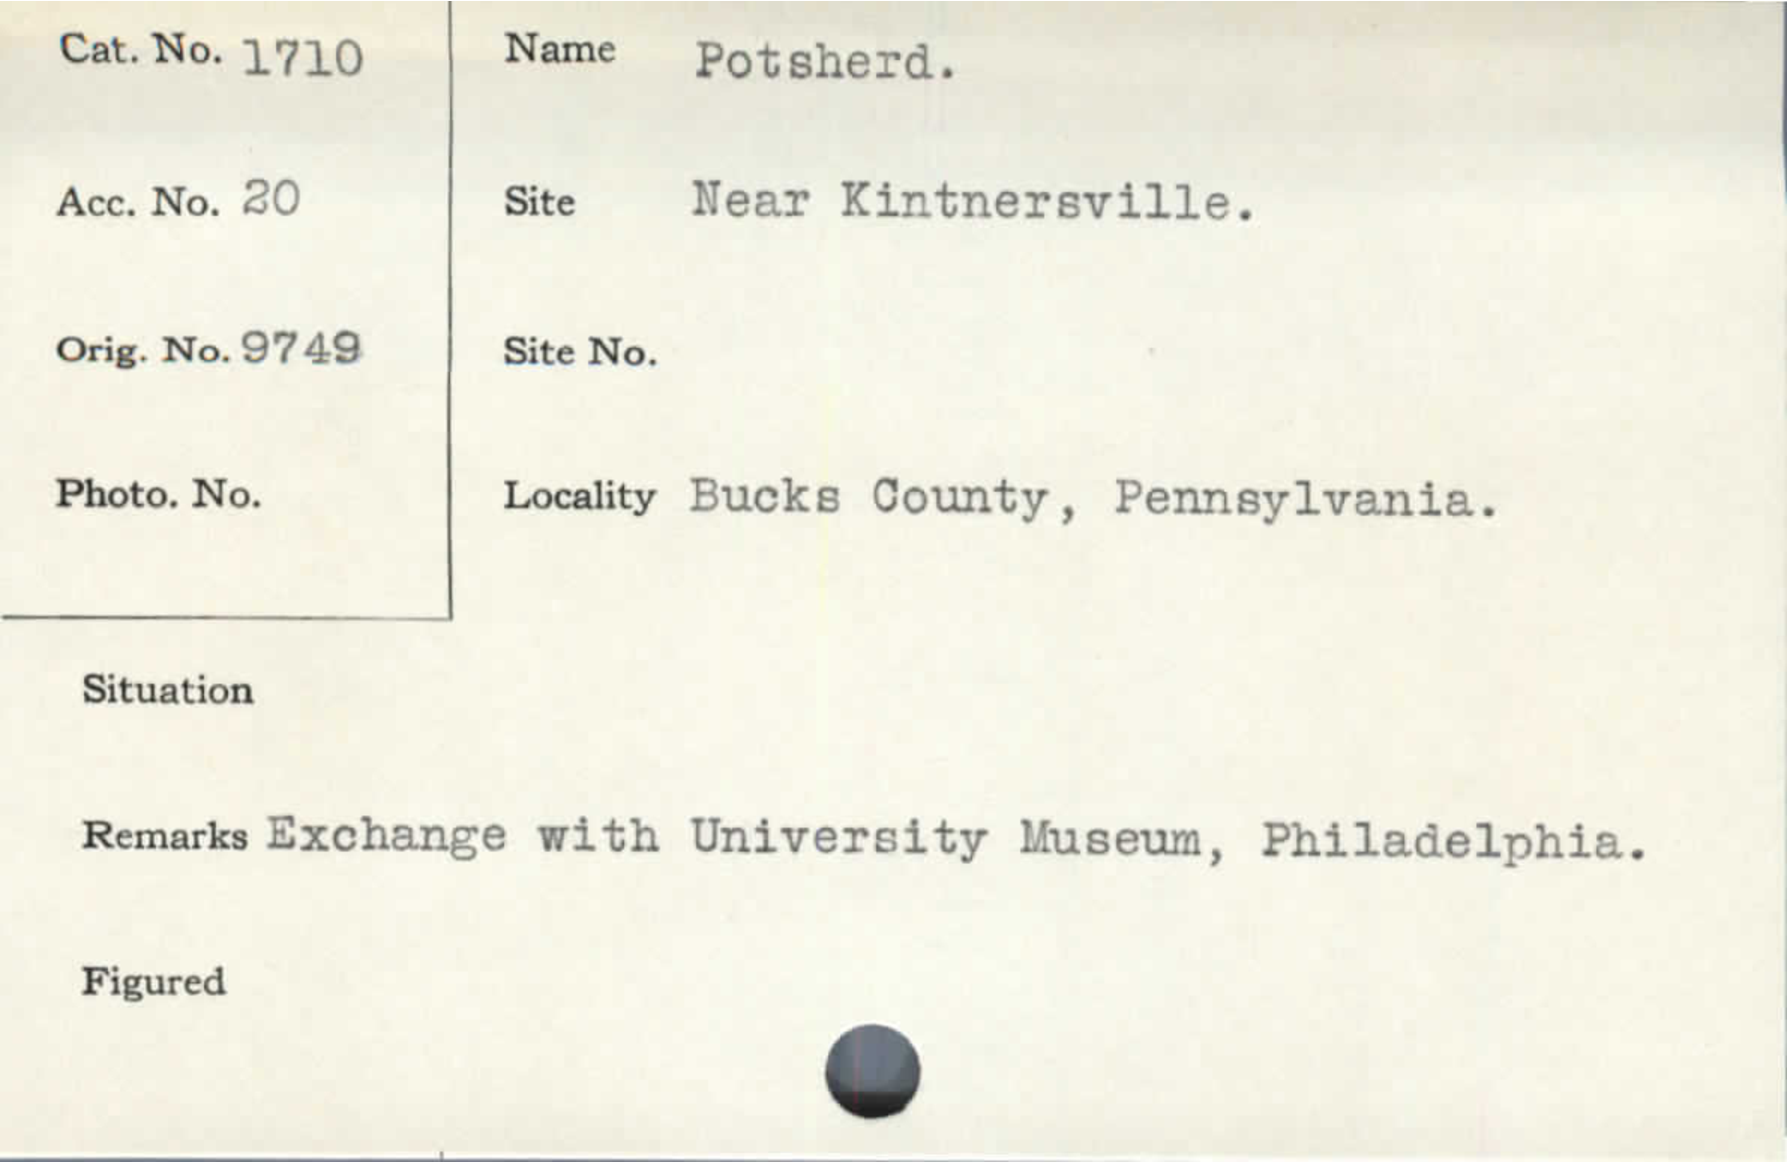 Cat. No. 1710
Acc. No. 20
Orig. No. 9749
Photo. No.
Name Potsherd.
Site Near Kintnersville.
Site No.
Locality Bucks County, Pennsylvania.
Situation
Remarks Exchange with University Museum, Philadelphia.
Figured